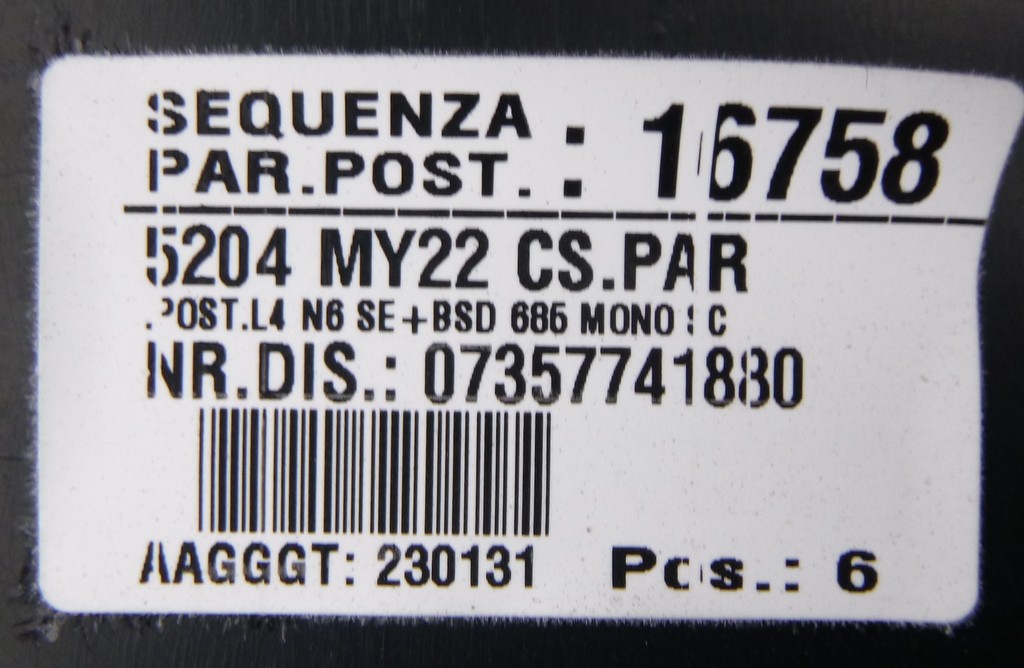 SEQUENZA
PAR.POST. : 16758
5204 MY22 CS.PAR
.POST.L4 N6 SE+BSD 686 MONO SC
NR.DIS.: 07357741880
AAGGGT: 230131 Pos.: 6